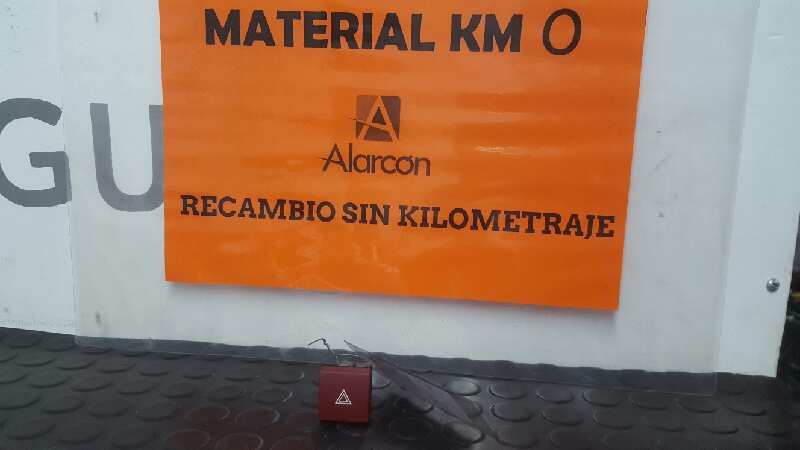 MATERIAL KM 0
GU
Alarcón
RECAMBIO SIN KILOMETRAJE